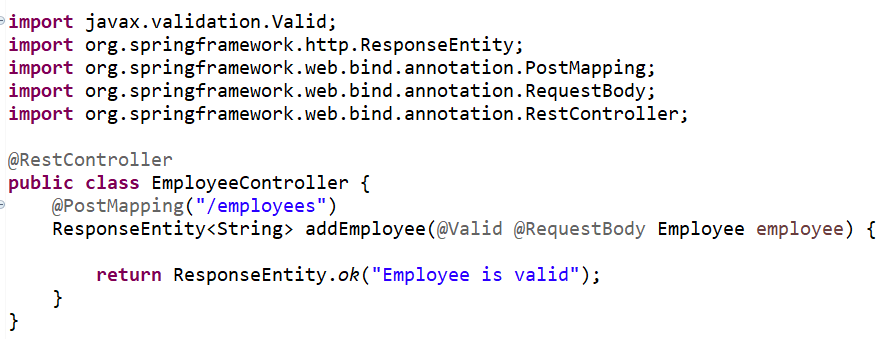 import javax.validation.Valid;
import org.springframework.http.ResponseEntity;
import org.springframework.web.bind.annotation.PostMapping;
import org.springframework.web.bind.annotation.RequestBody;
import org.springframework.web.bind.annotation.RestController;

@RestController
public class EmployeeController {
    @PostMapping("/employees")
    ResponseEntity<String> addEmployee(@Valid @RequestBody Employee employee) {

        return ResponseEntity.ok("Employee is valid");
    }
}